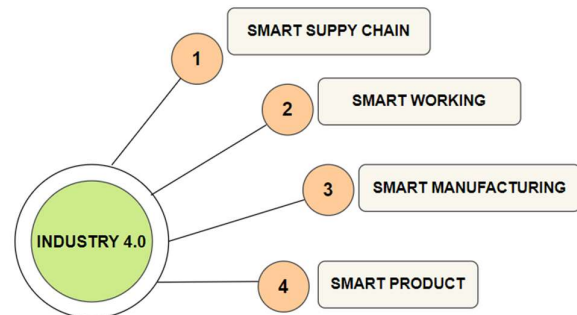 1
SMART SUPPY CHAIN
2
SMART WORKING
3
SMART MANUFACTURING
INDUSTRY 4.0
4
SMART PRODUCT